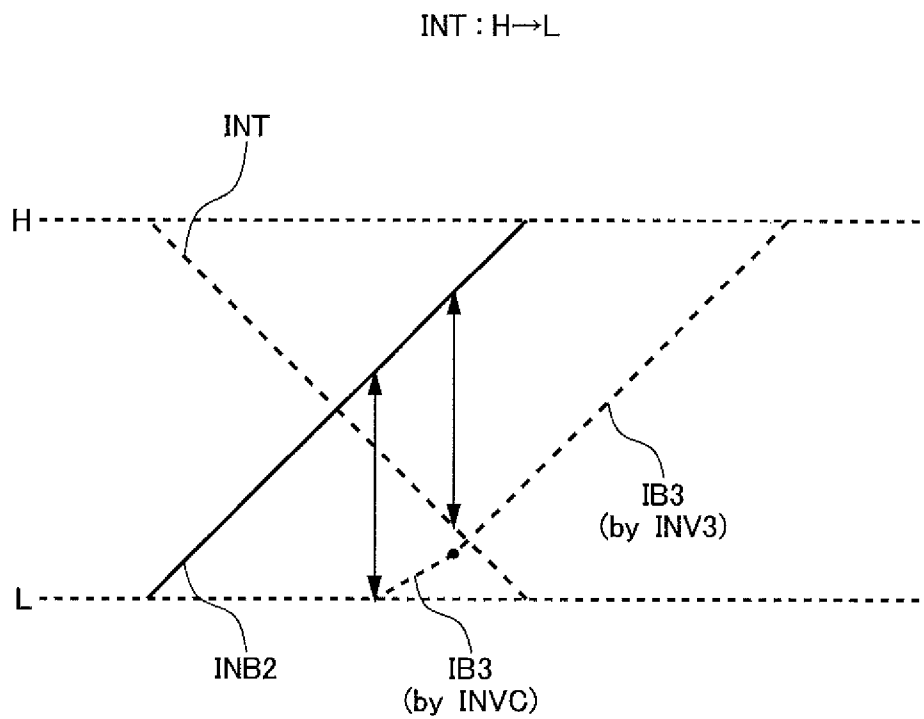 INT : H→L
INT
H
IB3
(by INV3)
L
INB2
IB3
(by INVC)